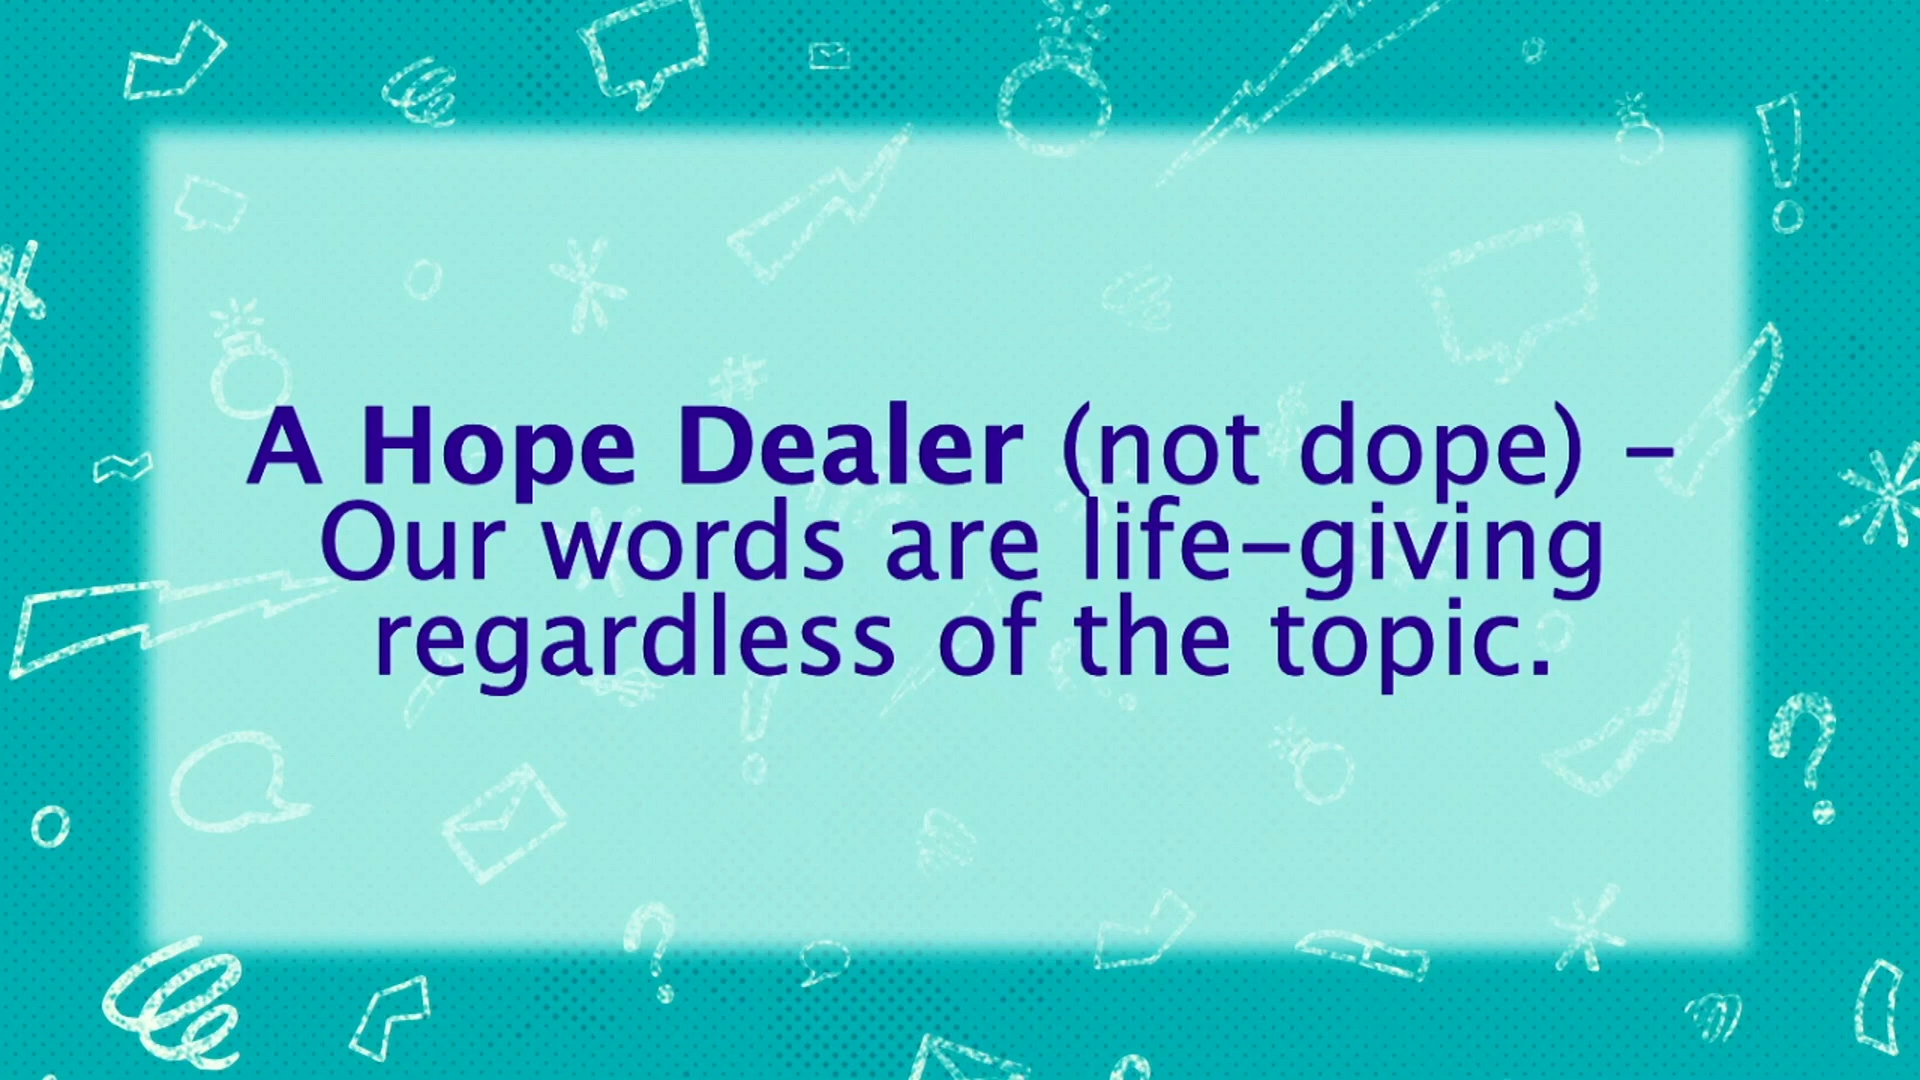 A Hope Dealer (not dope) -
Our words are life-giving
regardless of the topic.